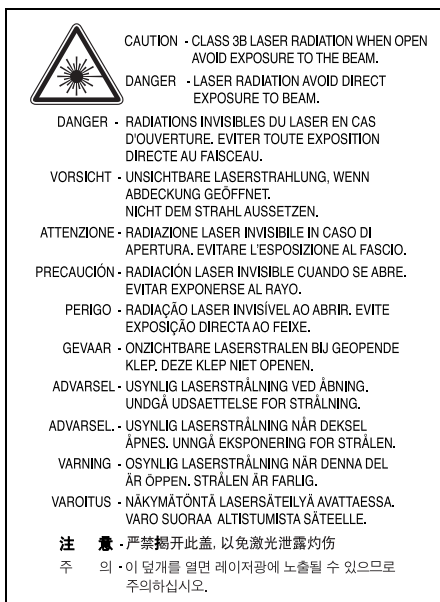 CAUTION - CLASS 3B LASER RADIATION WHEN OPEN
AVOID EXPOSURE TO THE BEAM.
DANGER - LASER RADIATION AVOID DIRECT
EXPOSURE TO BEAM.
DANGER - RADIATIONS INVISIBLES DU LASER EN CAS
D'OUVERTURE. EVITER TOUTE EXPOSITION
DIRECTE AU FAISCEAU.
VORSICHT - UNSICHTBARE LASERSTRAHLUNG, WENN
ABDECKUNG GEÖFFNET.
NICHT DEM STRAHL AUSSETZEN.
ATTENZIONE - RADIAZIONE LASER INVISIBILE IN CASO DI
APERTURA. EVITARE L'ESPOSIZIONE AL FASCIO.
PRECAUCIÓN - RADIACIÓN LASER INVISIBLE CUANDO SE ABRE.
EVITAR EXPONERSE AL RAYO.
PERIGO - RADIAÇÃO LASER INVISÍVEL AO ABRIR. EVITE
EXPOSIÇÃO DIRECTA AO FEIXE.
GEVAAR - ONZICHTBARE LASERSTRALEN BIJ GEOPENDE
KLEP. DEZE KLEP NIET OPENEN.
ADVARSEL - USYNLIG LASERSTRÅLNING VED ÅBNING.
UNDGÅ UDSAETTELSE FOR STRÅLNING.
ADVARSEL. - USYNLIG LASERSTRÅLNING NÅR DEKSEL
ÅPNES. UNNGÅ EKSPONERING FOR STRÅLEN.
VARNING - OSYNLIG LASERSTRÅLNING NÄR DENNA DEL
ÄR ÖPPEN. STRÅLEN ÄR FARLIG.
VAROITUS - NÄKYMÄTÖNTÄ LASERSÄTEILYÄ AVATTAESSA.
VARO SUORAA ALTISTUMISTA SÄTEELLE.
注 意 - 严禁揭开此盖, 以免激光泄露灼伤
주 의 - 이 덮개를 열면 레이저광에 노출될 수 있으므로
주의하십시오.